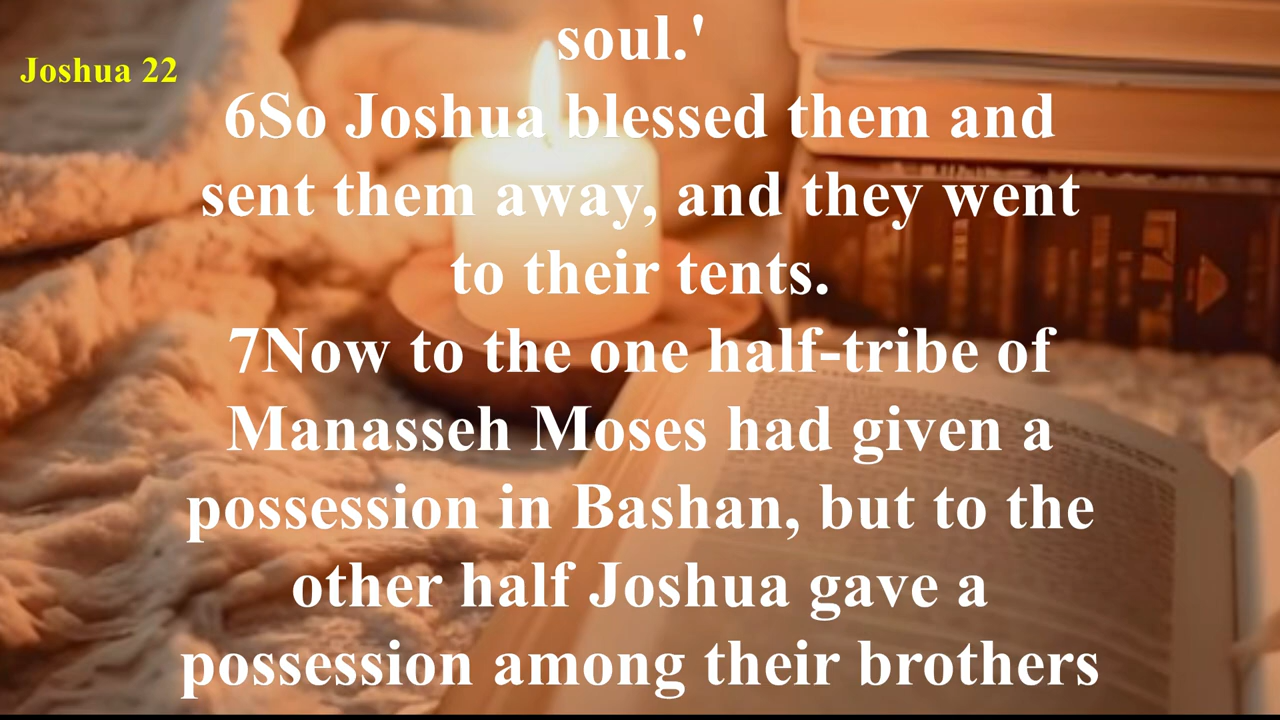 soul.'
Joshua 22
6So Joshua blessed them and
sent them away, and they went
to their tents.
7Now to the one half-tribe of
Manasseh Moses had given a
possession in Bashan, but to the
other half Joshua gave a
possession among their brothers